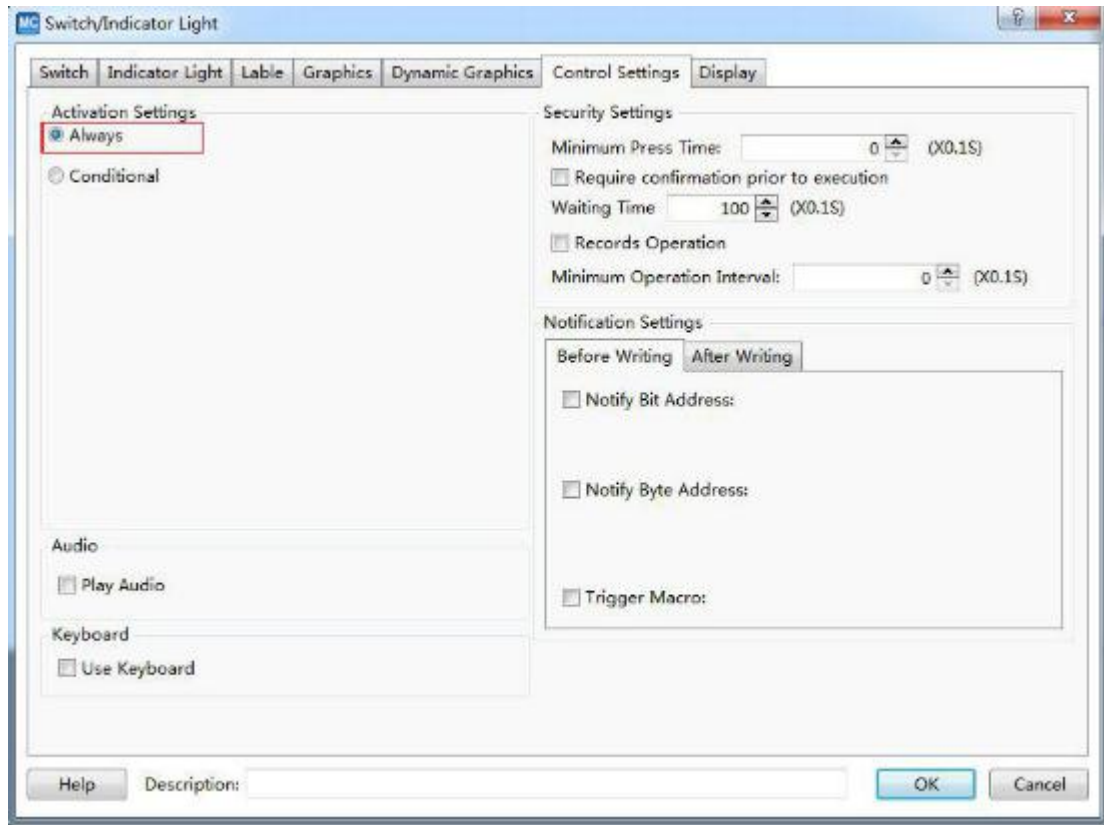 MC Switch/Indicator Light
Switch Indicator Light Lable Graphics Dynamic Graphics Control Settings Display
Activation Settings
Always
Conditional
Security Settings
Minimum Press Time: 0 (X0.1S)
Require confirmation prior to execution
Waiting Time 100 (X0.1S)
Records Operation
Minimum Operation Interval: 0 (X0.1S)
Notification Settings
Before Writing After Writing
Notify Bit Address:
Notify Byte Address:
Trigger Macro:
Audio
Play Audio
Keyboard
Use Keyboard
Help Description: OK Cancel